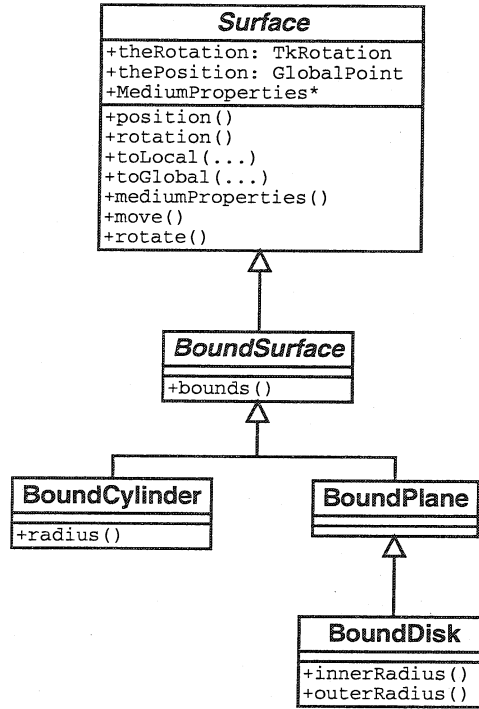 Surface
+theRotation: TkRotation
+thePosition: GlobalPoint
+MediumProperties*
+position()
+rotation()
+toLocal(...)
+toGlobal(...)
+mediumProperties()
+move()
+rotate()
BoundSurface
+bounds()
BoundCylinder
+radius()
BoundPlane
BoundDisk
+innerRadius()
+outerRadius()